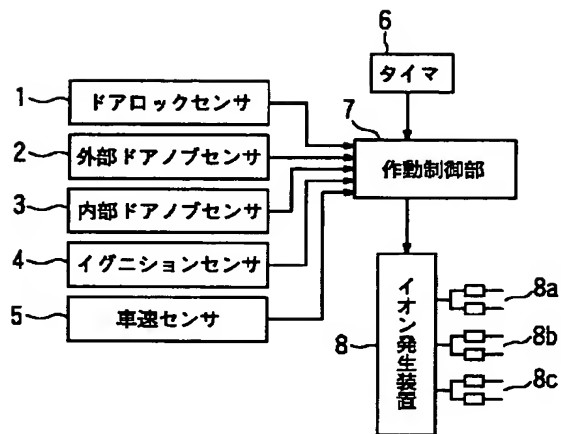 6
タイマ
1
ドアロックセンサ
7
2
外部ドアノブセンサ
作動制御部
3
内部ドアノブセンサ
4
イグニションセンサ
5
車速センサ
8
イオン発生装置
8a
8b
8c